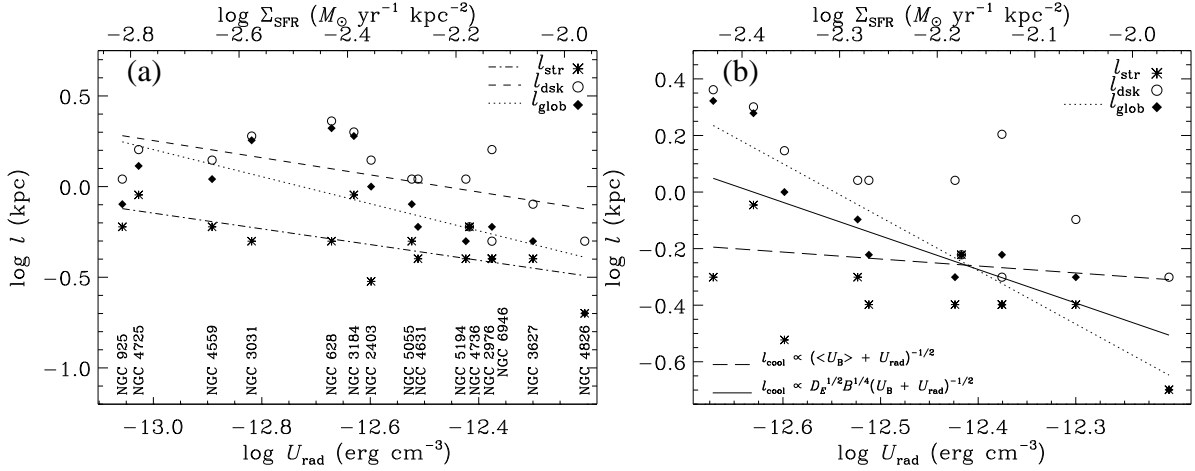 log Σ_SFR (M_⊙ yr⁻¹ kpc⁻²)
−2.8 −2.6 −2.4 −2.2 −2.0
(a)
l_str
l_dsk
l_glob
0.5
0.0
−0.5
−1.0
log l (kpc)
NGC 925
NGC 4725
NGC 4559
NGC 3031
NGC 628
NGC 3184
NGC 2403
NGC 5055
NGC 4631
NGC 5194
NGC 4736
NGC 2976
NGC 6946
NGC 3627
NGC 4826
−13.0 −12.8 −12.6 −12.4
log U_rad (erg cm⁻³)
log Σ_SFR (M_⊙ yr⁻¹ kpc⁻²)
−2.4 −2.3 −2.2 −2.1 −2.0
(b)
l_str
l_dsk
l_glob
0.4
0.2
0.0
−0.2
−0.4
−0.6
log l (kpc)
l_cool ∝ (<U_B> + U_rad)^−1/2
l_cool ∝ D_E^1/2 B^1/4 (U_B + U_rad)^−1/2
−12.6 −12.5 −12.4 −12.3
log U_rad (erg cm⁻³)